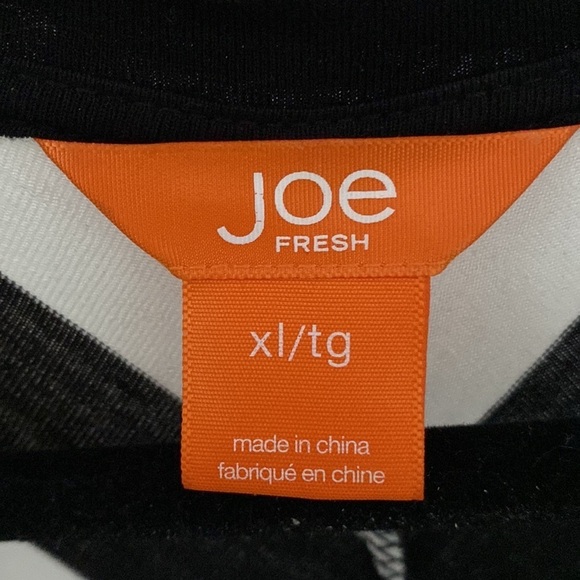 Joe
FRESH
xl/tg
made in china
fabriqué en chine